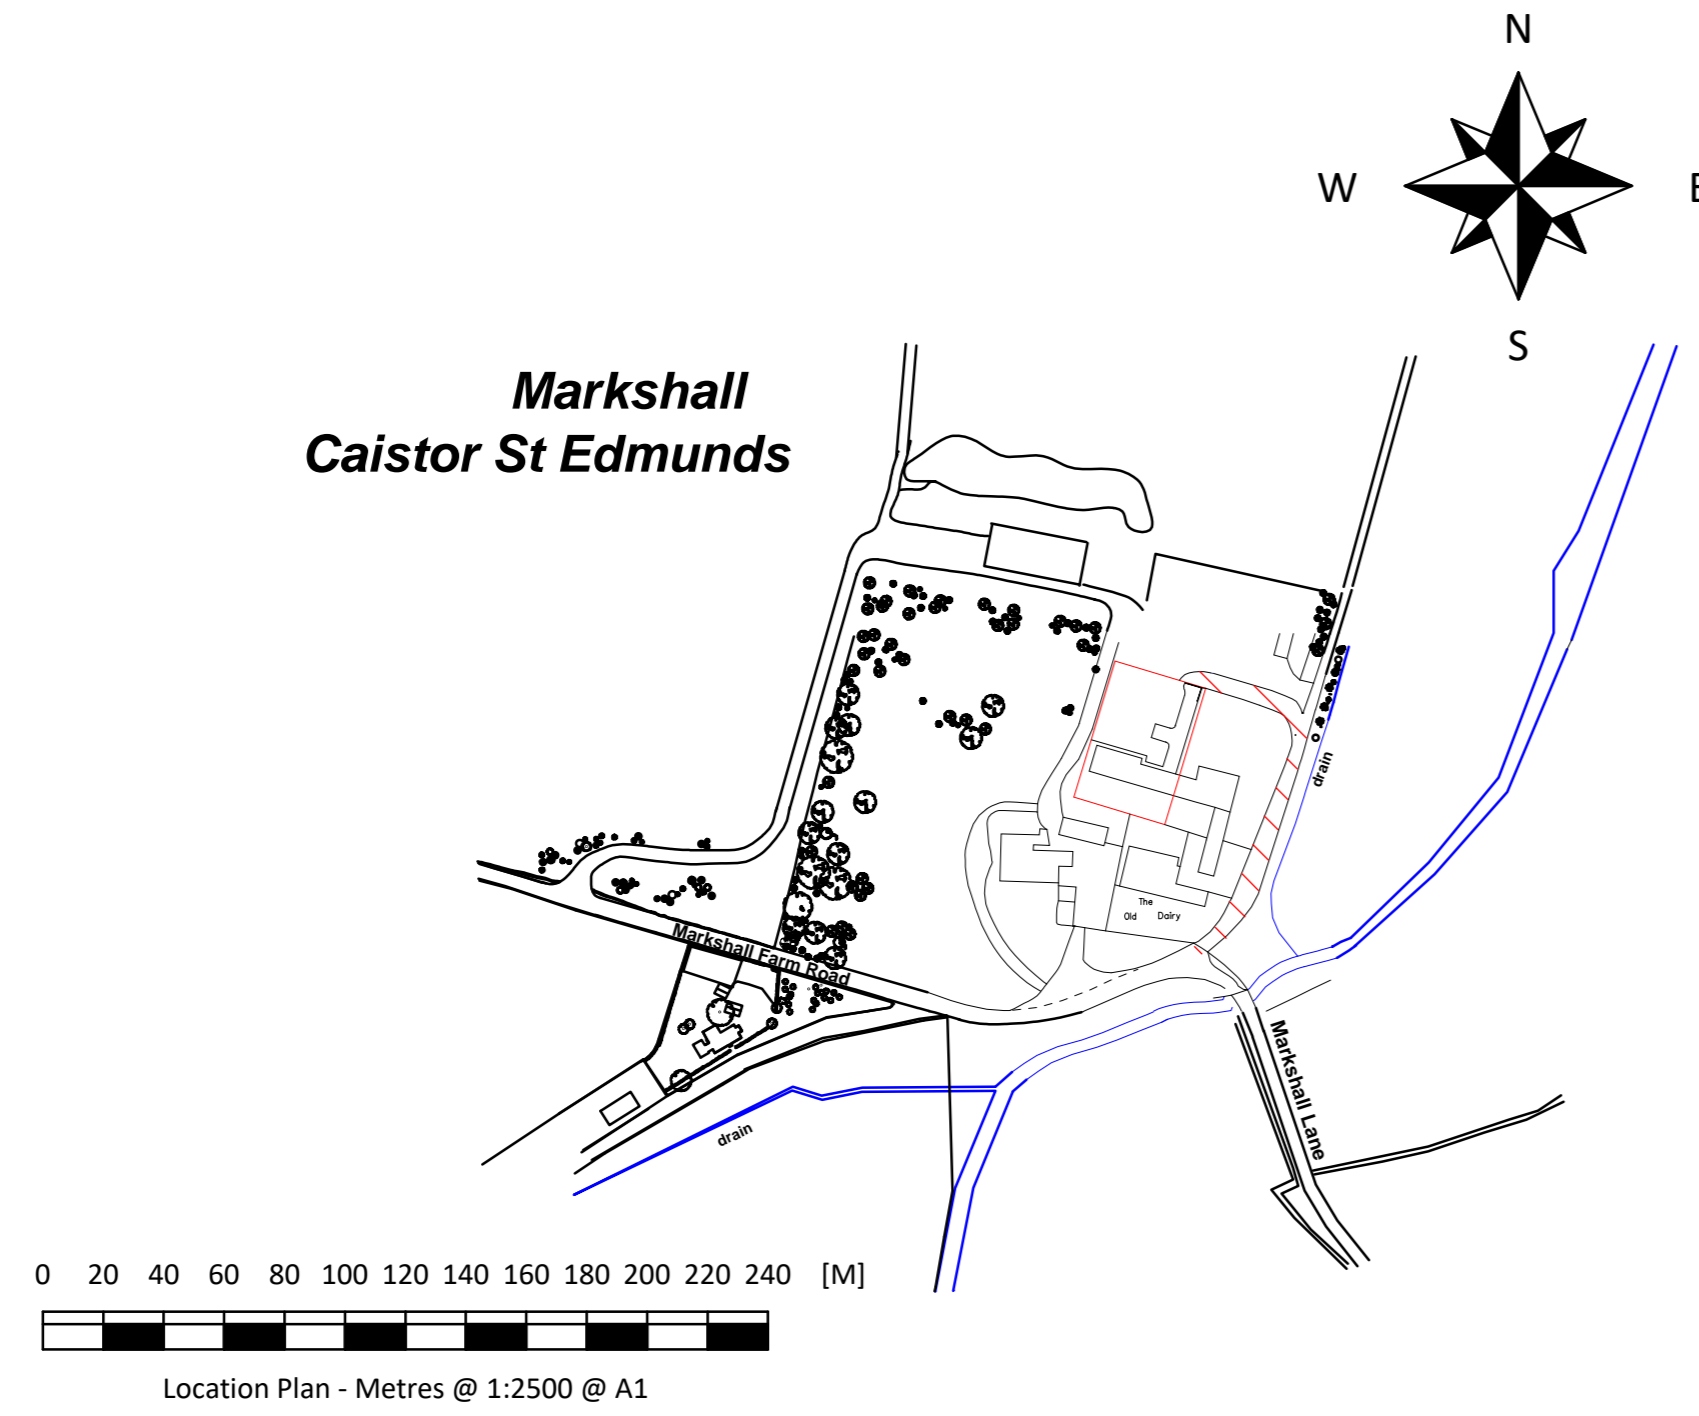 N
W
S
Markshall
Caistor St Edmunds
drain
The
Old Dairy
Markshall Farm Road
Markshall Lane
drain
0 20 40 60 80 100 120 140 160 180 200 220 240 [M]
Location Plan - Metres @ 1:2500 @ A1